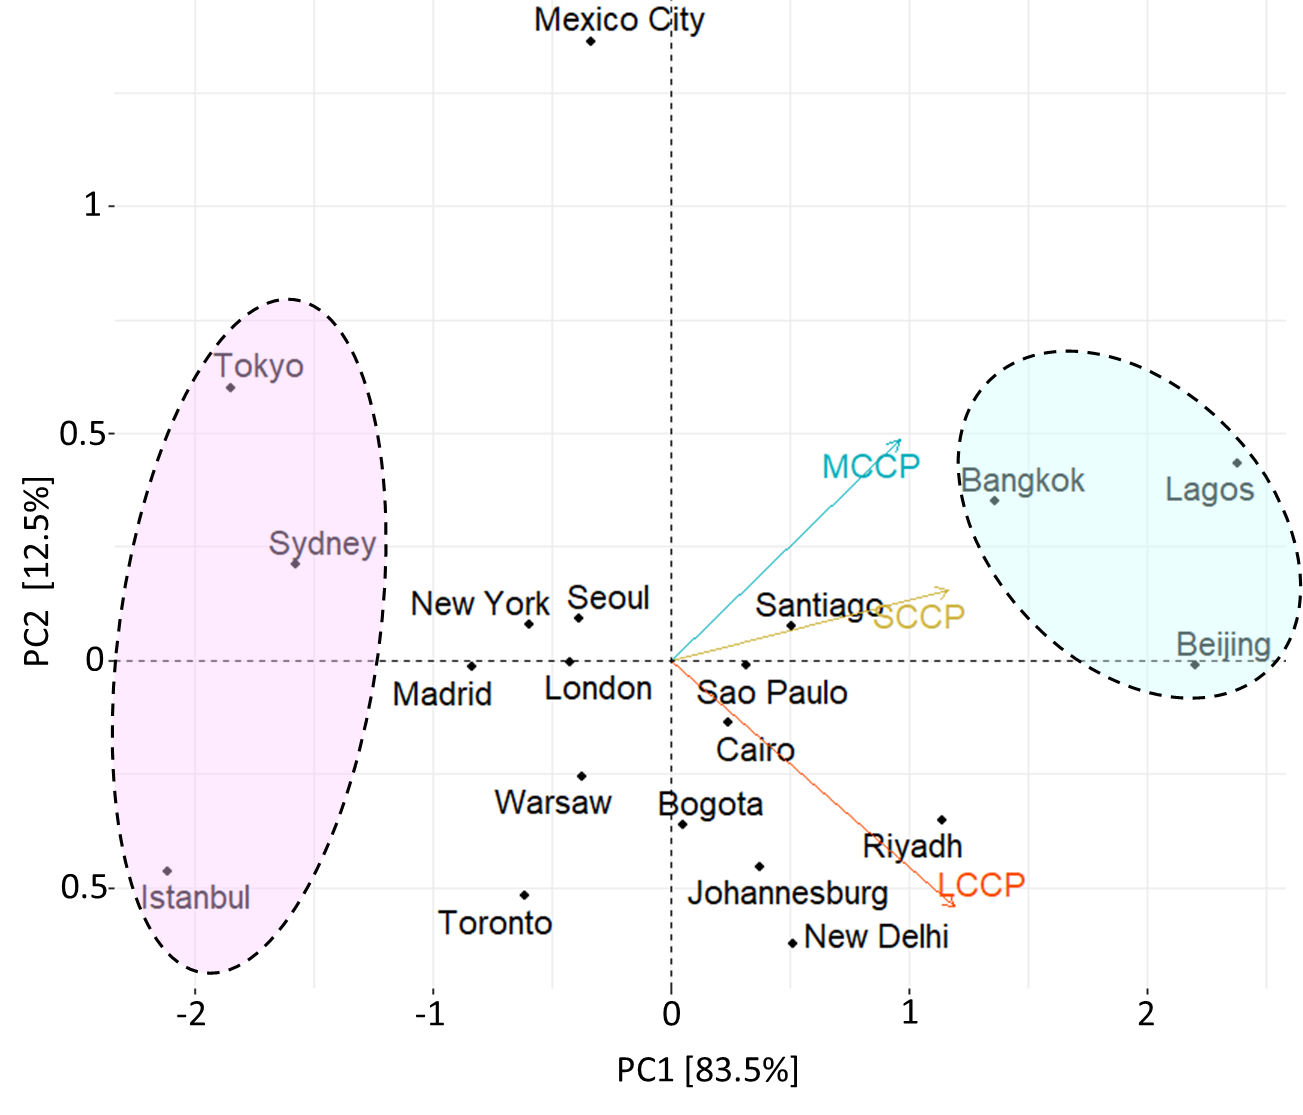 Mexico City
1
Tokyo
0.5
MCCP
Bangkok
Lagos
Sydney
New York
Seoul
Santiago
SCCP
PC2 [12.5%]
0
Beijing
Madrid
London
Sao Paulo
Cairo
Warsaw
Bogota
Riyadh
0.5
Istanbul
LCCP
Johannesburg
Toronto
New Delhi
-2
-1
0
1
2
PC1 [83.5%]